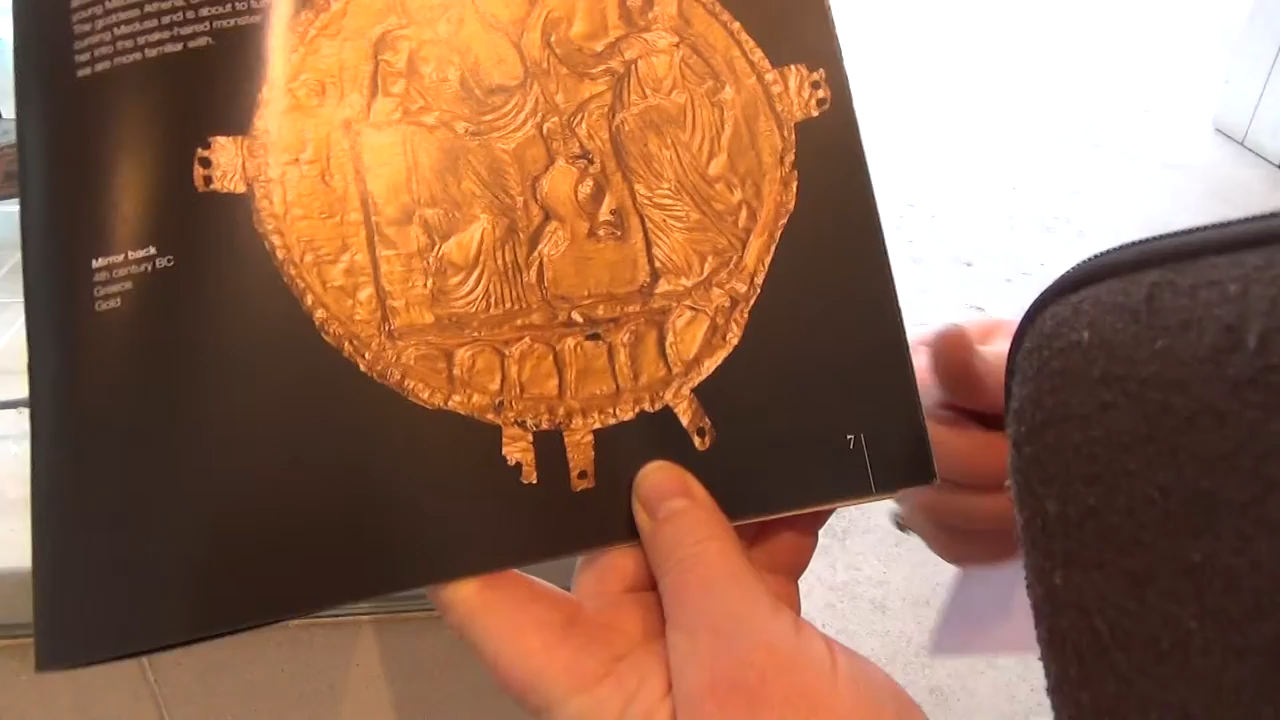 young Medusa
The goddess Athena,
cursing Medusa and is about to turn
her into the snake-haired monster
we are more familiar with.
Mirror back
4th century BC
Greece
Gold
7